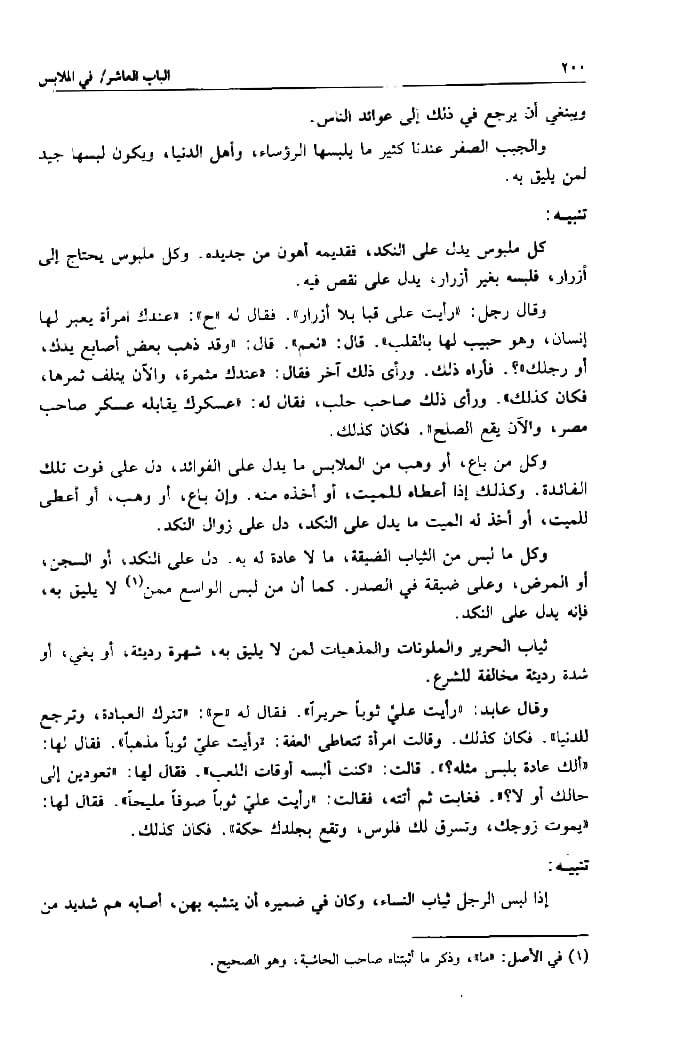 ٢٠٠
الباب العاشر/ في الملابس
وينبغي أن يرجع في ذلك إلى عوائد الناس.
والجبب الصفر عندنا كثير ما يلبسها الرؤساء، وأهل الدنيا، ويكون لبسها جيد
لمن يليق به.
تنبيه:
كل ملبوس يدل على النكد، فقديمه أهون من جديده. وكل ملبوس يحتاج إلى
أزرار، فلبسه بغير أزرار، يدل على نقص فيه.
وقال رجل: «رأيت على قبا بلا أزرار». فقال له «ح»: «عندك امرأة يعبر لها
إنسان، وهو حبيب لها بالقلب». قال: «نعم». قال: «وقد ذهب بعض أصابع يدك،
أو رجلك»؟. فأراه ذلك. ورأى ذلك آخر فقال: «عندك مثمرة، والآن يتلف ثمرها،
فكان كذلك». ورأى ذلك صاحب حلب، فقال له: «عسكرك يقابله عسكر صاحب
مصر، والآن يقع الصلح». فكان كذلك.
وكل من باع، أو وهب من الملابس ما يدل على الفوائد، دل على فوت تلك
الفائدة. وكذلك إذا أعطاه للميت، أو أخذه منه. وإن باع، أو وهب، أو أعطى
للميت، أو أخذ له الميت ما يدل على النكد، دل على زوال النكد.
وكل ما لبس من الثياب الضيقة، ما لا عادة له به. دل على النكد، أو السجن،
أو المرض، وعلى ضيقة في الصدر. كما أن من لبس الواسع ممن(١) لا يليق به،
فإنه يدل على النكد.
ثياب الحرير والملونات والمذهبات لمن لا يليق به، شهرة رديئة، أو بغي، أو
شدة رديئة مخالفة للشرع.
وقال عابد: «رأيت عليّ ثوباً حريراً». فقال له «ح»: «تترك العبادة، وترجع
للدنيا». فكان كذلك. وقالت امرأة تتعاطى العفة: «رأيت عليّ ثوباً مذهباً». فقال لها:
«ألك عادة بلبس مثله؟». قالت: «كنت ألبسه أوقات اللعب». فقال لها: «تعودين إلى
حالك أو لا؟». فغابت ثم أتته، فقالت: «رأيت عليّ ثوباً صوفاً مليحاً». فقال لها:
«يموت زوجك، وتسرق لك فلوس، وتقع بجلدك حكة». فكان كذلك.
تنبيه:
إذا لبس الرجل ثياب النساء، وكان في ضميره أن يتشبه بهن، أصابه هم شديد من
(١) في الأصل: «ما»، وذكر ما أثبتناه صاحب الحاشية، وهو الصحيح.